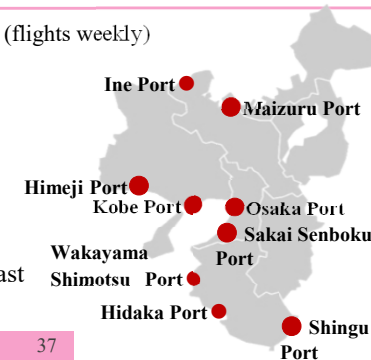 (flights weekly)
Ine Port
Maizuru Port
Himeji Port
Kobe Port
Osaka Port
Sakai Senboku
Port
Wakayama
Shimotsu Port
ast
Hidaka Port
Shingu
Port
37